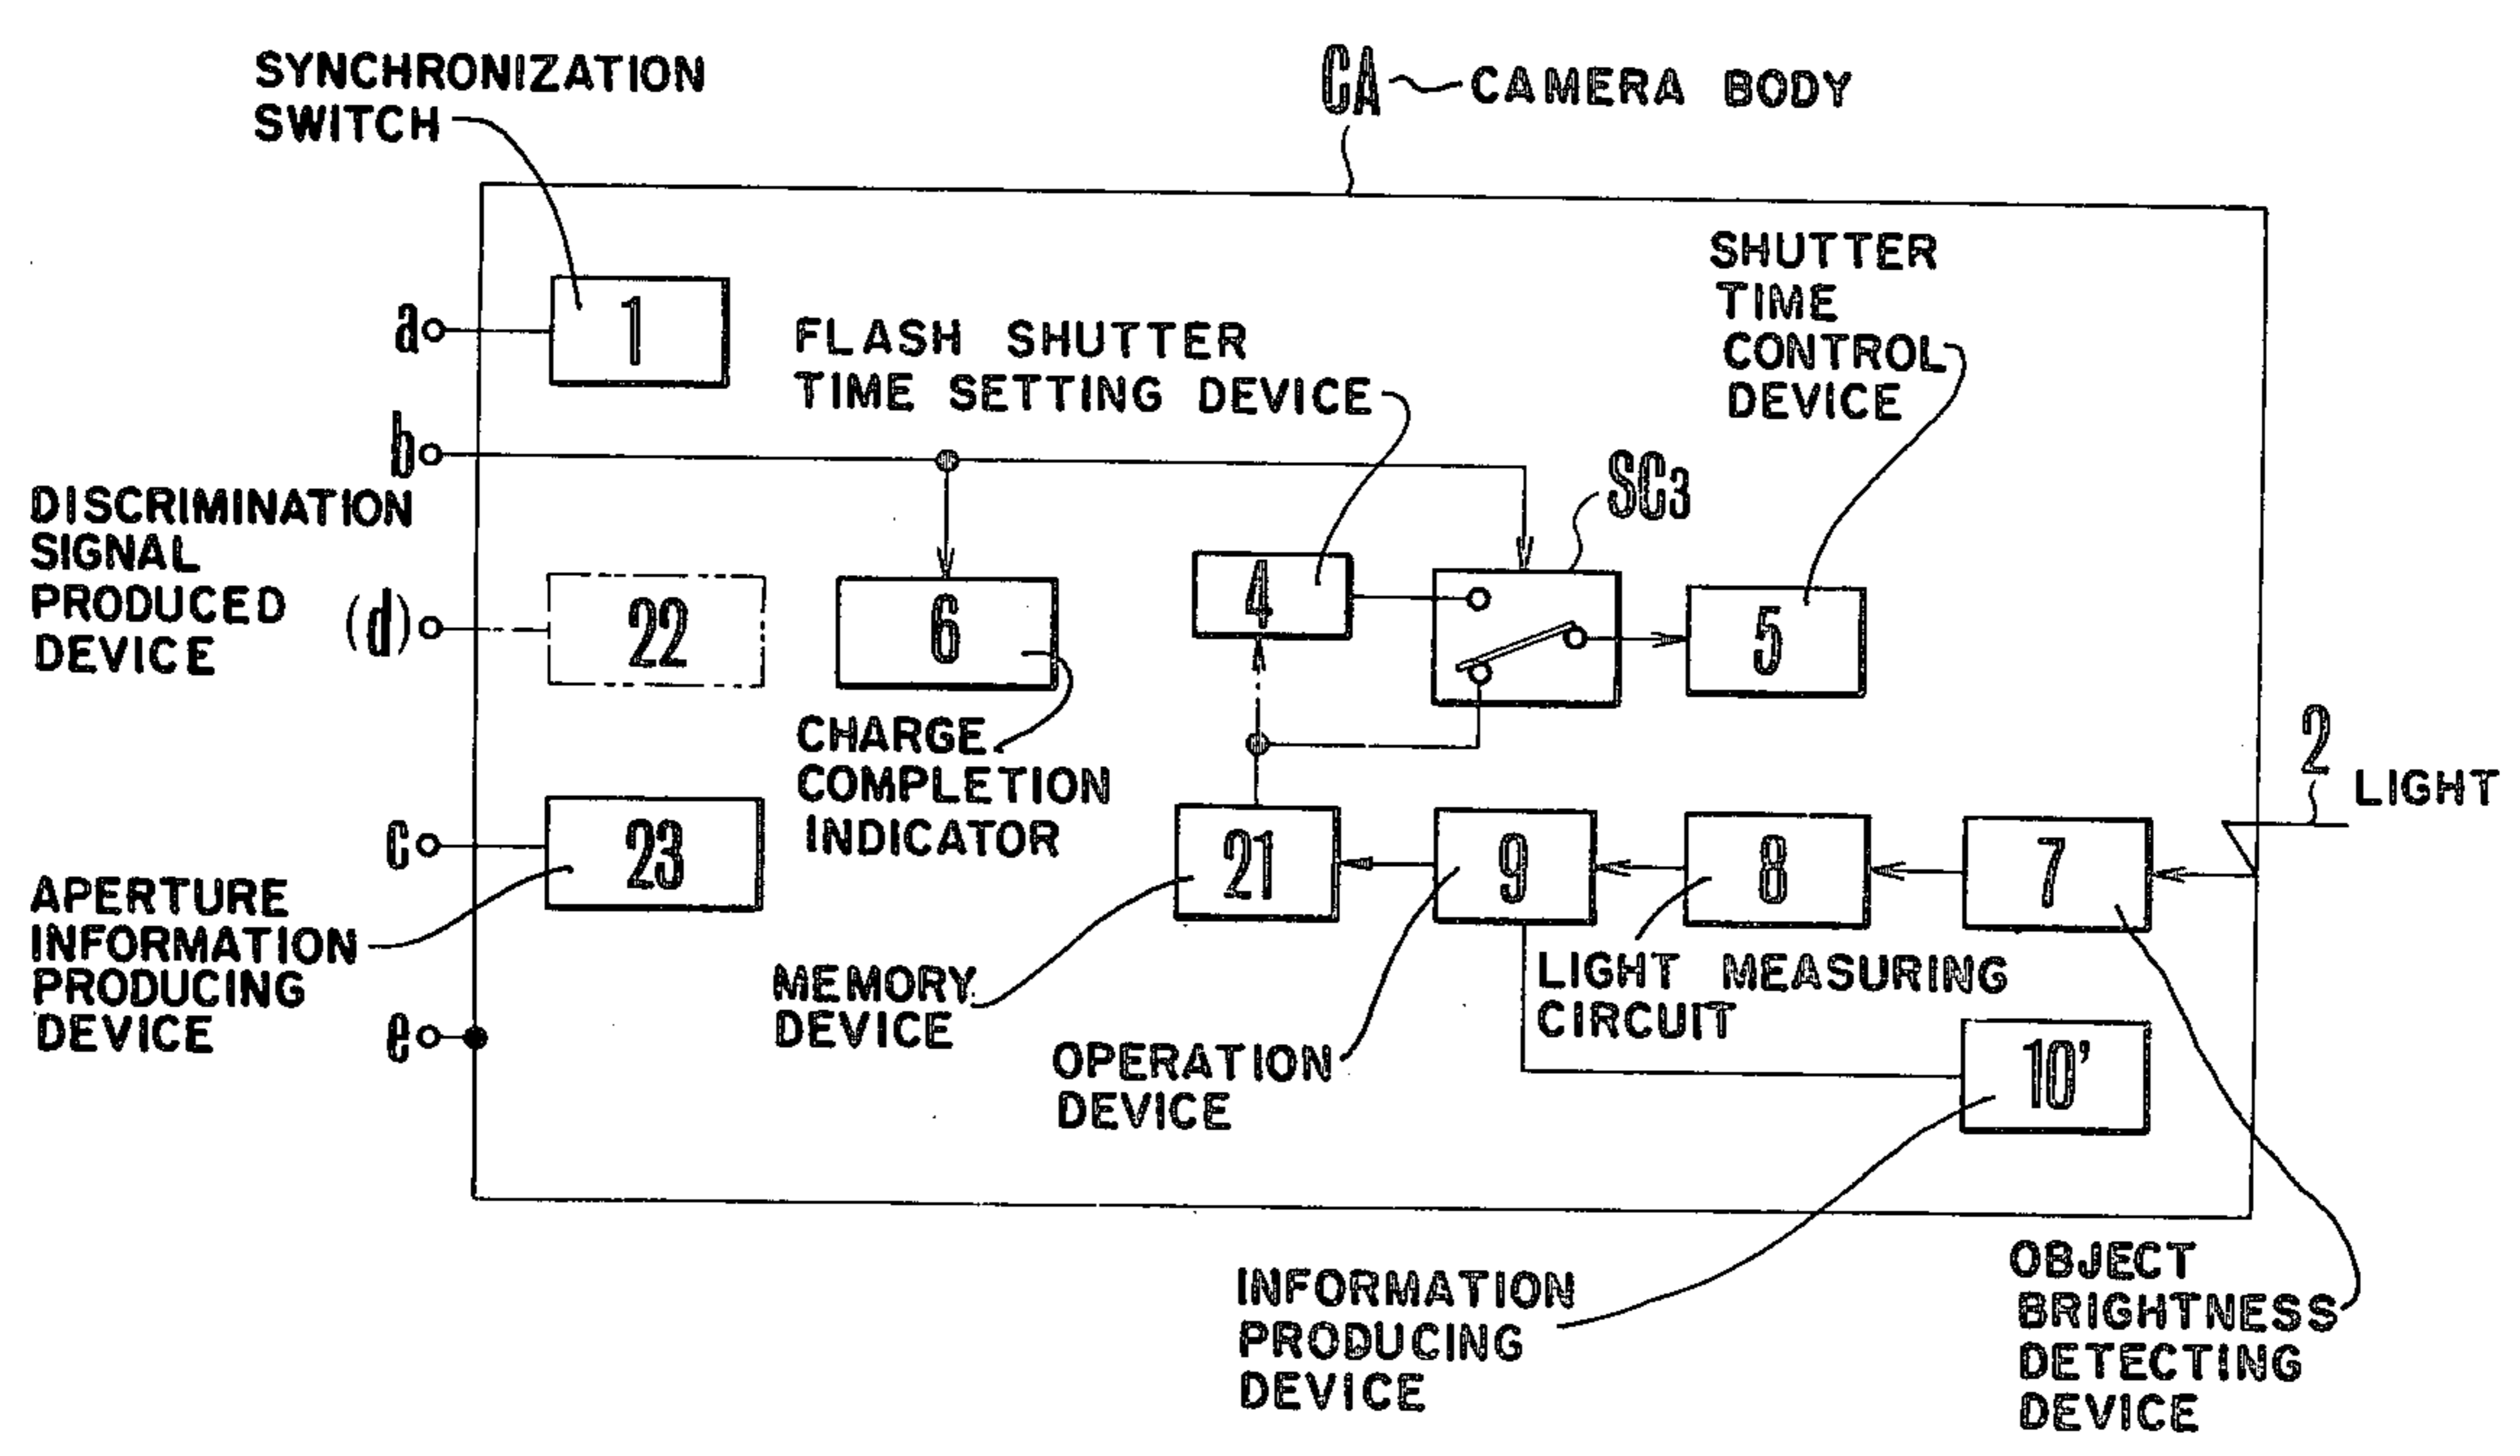 SYNCHRONIZATION
SWITCH
CA
CAMERA BODY
SHUTTER
TIME
CONTROL
DEVICE
a
1
FLASH SHUTTER
TIME SETTING DEVICE
b
SC3
DISCRIMINATION
SIGNAL
PRODUCED
DEVICE
(d)
22
6
4
5
CHARGE
COMPLETION
INDICATOR
2
LIGHT
c
23
21
9
8
7
APERTURE
INFORMATION
PRODUCING
DEVICE
MEMORY
DEVICE
LIGHT MEASURING
CIRCUIT
e
OPERATION
DEVICE
10'
INFORMATION
PRODUCING
DEVICE
OBJECT
BRIGHTNESS
DETECTING
DEVICE